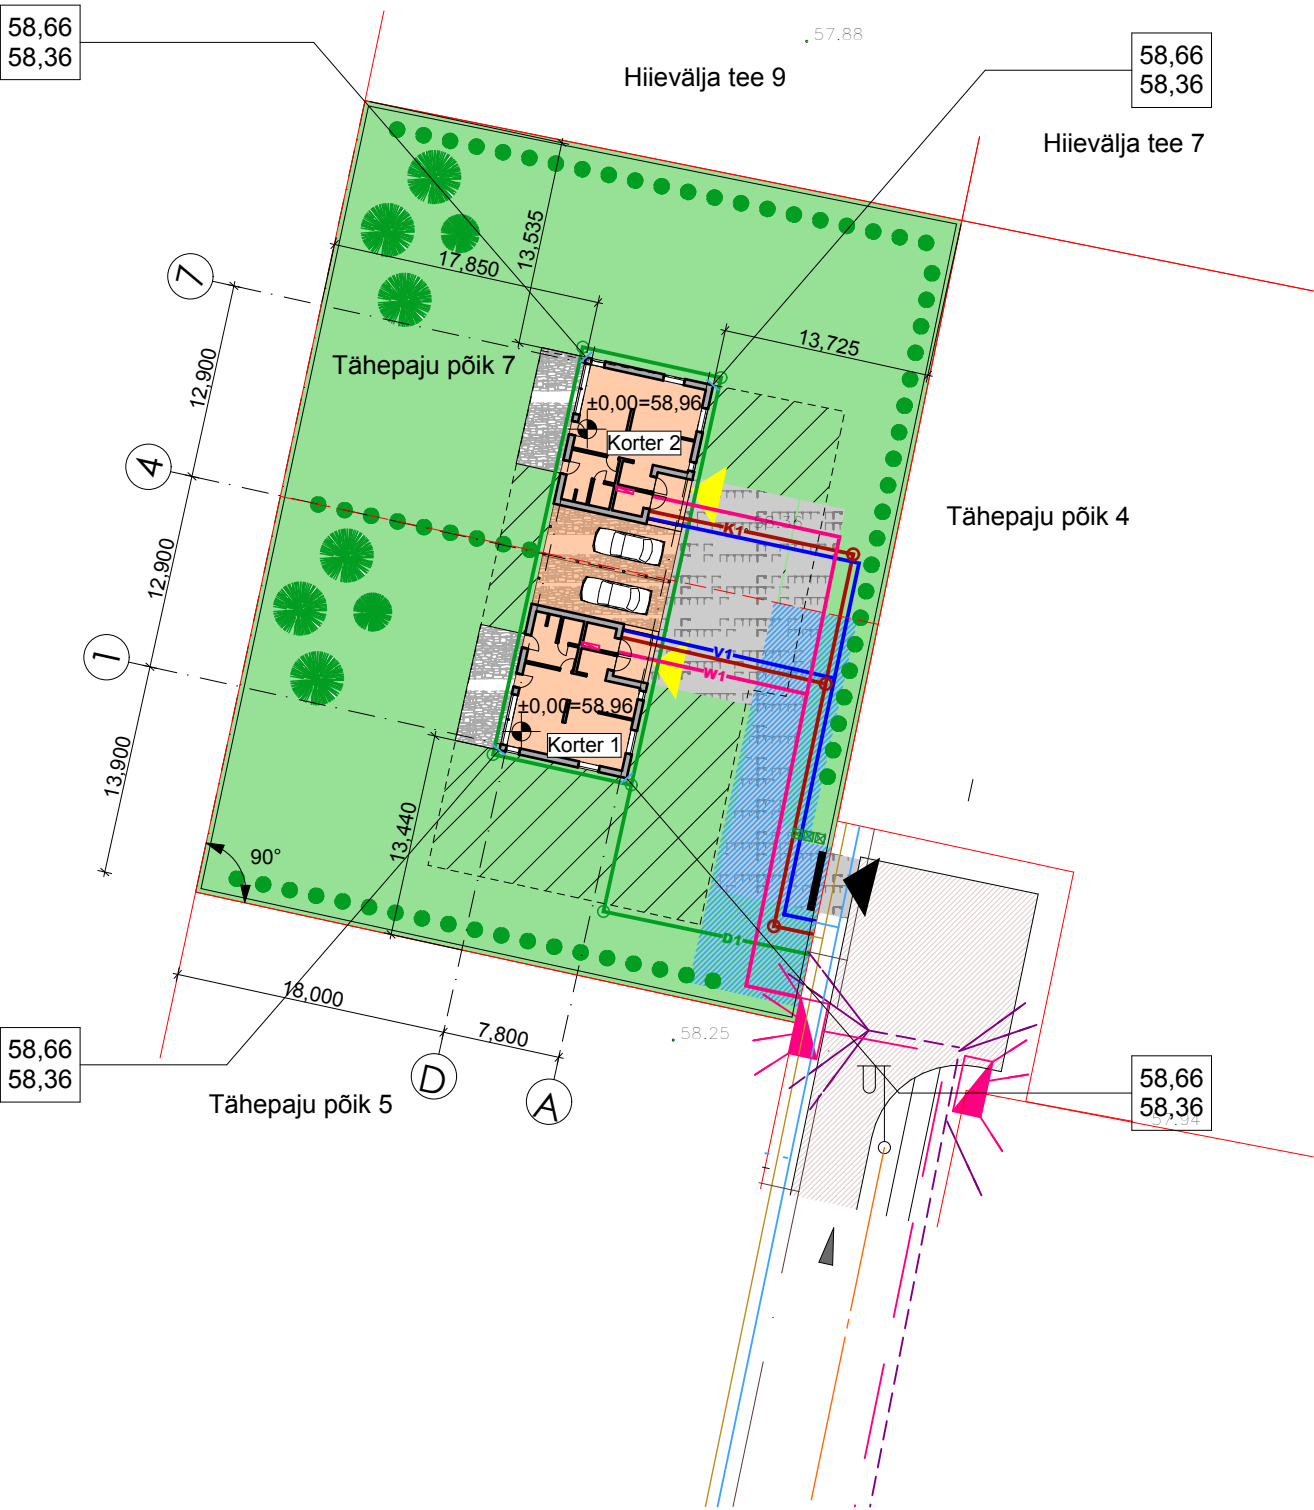 58,66
58,36
57.88
Hiievälja tee 9
58,66
58,36
Hiievälja tee 7
13,535
17,850
7
13,725
12,900
Tähepaju põik 7
±0,00=58,96
Korter 2
4
Tähepaju põik 4
K1
12,900
V1
W1
1
±0,00=58,96
Korter 1
13,900
13,440
90°
D1
18,000
7,800
58.25
58,66
58,36
D
A
Tähepaju põik 5
58,66
58,36
57.94